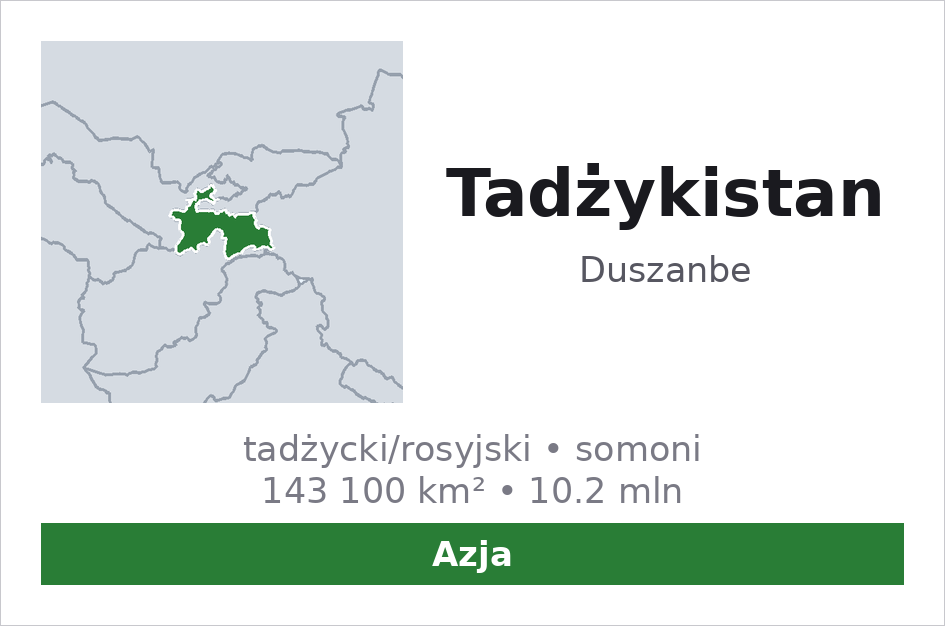 Tadżykistan
Duszanbe
tadżycki/rosyjski • somoni
143 100 km² • 10.2 mln
Azja